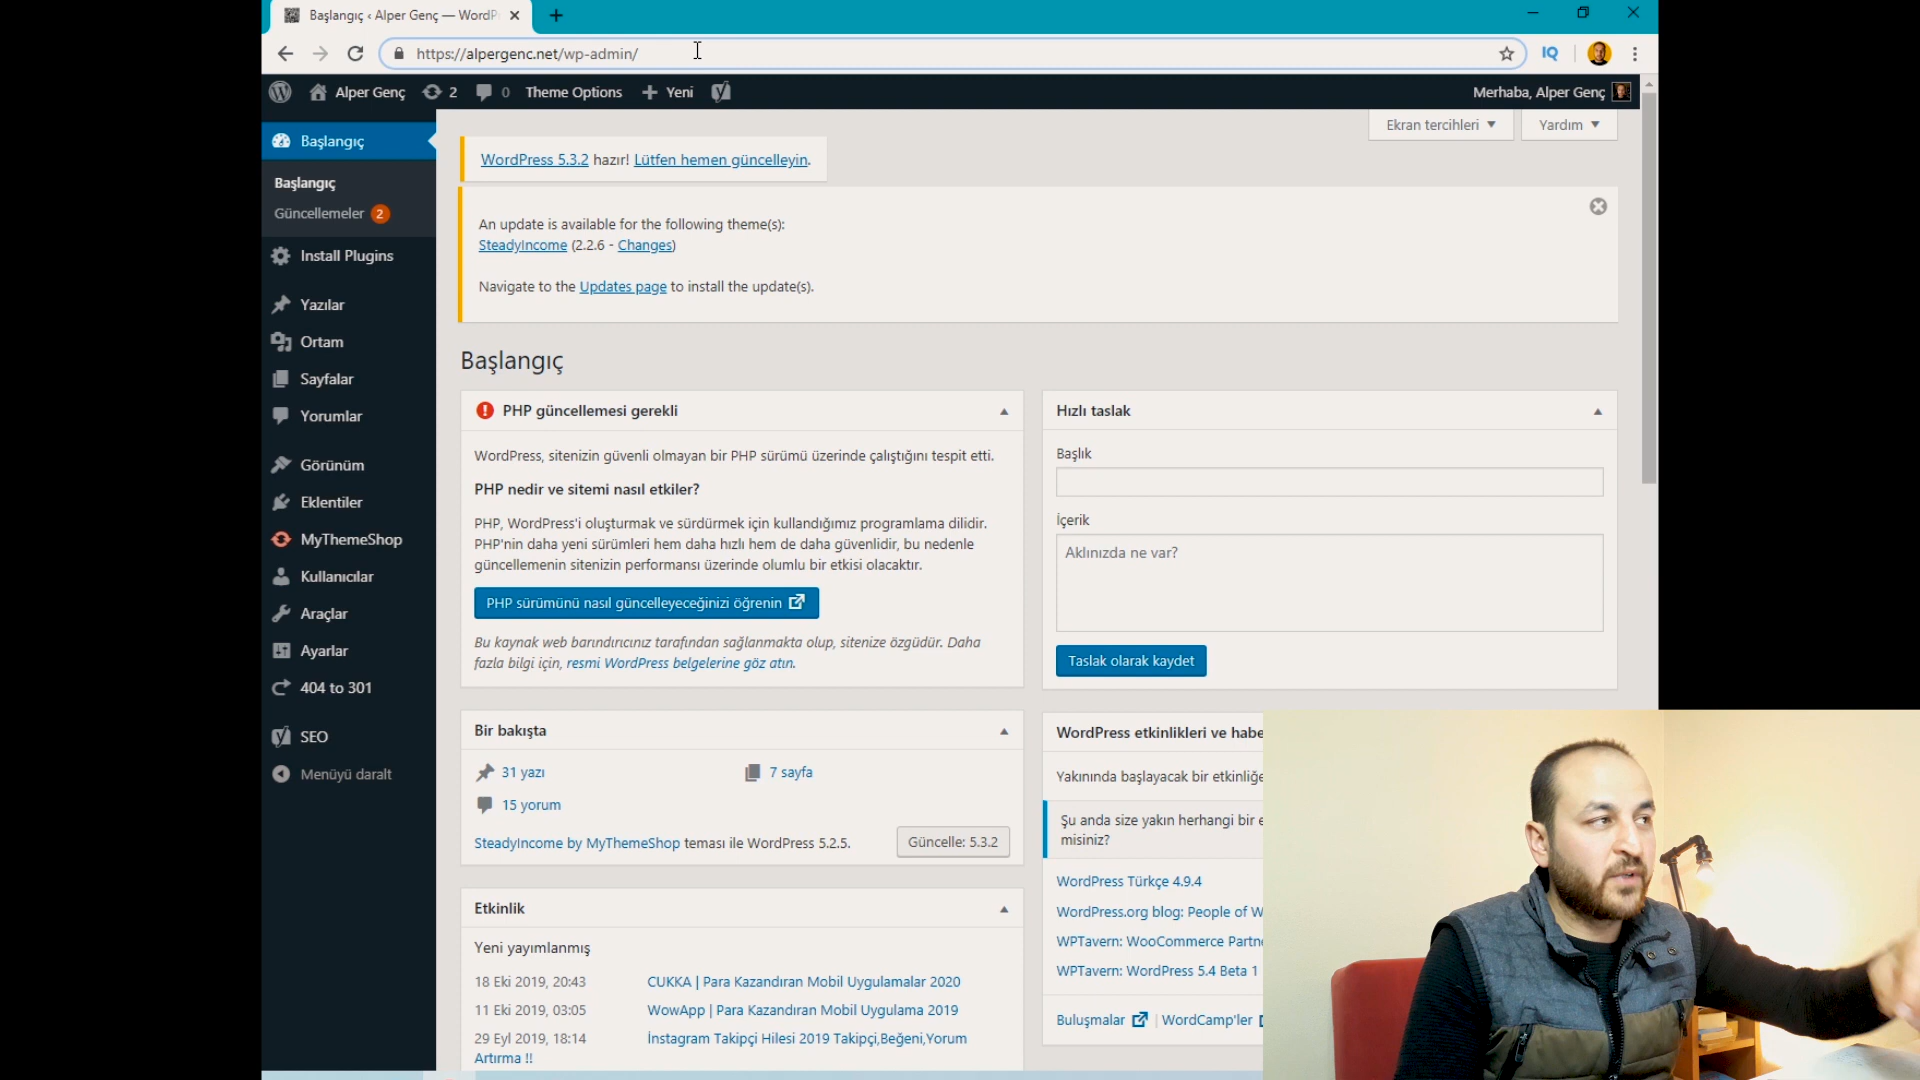 Başlangıç ‹ Alper Genç — WordP
https://alpergenc.net/wp-admin/
IQ
Alper Genç 2 0 Theme Options Yeni
Merhaba, Alper Genç
Ekran tercihleri Yardım
Başlangıç
Başlangıç
Güncellemeler 2
Install Plugins
Yazılar
Ortam
Sayfalar
Yorumlar
Görünüm
Eklentiler
MyThemeShop
Kullanıcılar
Araçlar
Ayarlar
404 to 301
SEO
Menüyü daralt
WordPress 5.3.2 hazır! Lütfen hemen güncelleyin.
An update is available for the following theme(s):
SteadyIncome (2.2.6 - Changes)
Navigate to the Updates page to install the update(s).
Başlangıç
PHP güncellemesi gerekli
WordPress, sitenizin güvenli olmayan bir PHP sürümü üzerinde çalıştığını tespit etti.
PHP nedir ve sitemi nasıl etkiler?
PHP, WordPress'i oluşturmak ve sürdürmek için kullandığımız programlama dilidir.
PHP'nin daha yeni sürümleri hem daha hızlı hem de daha güvenlidir, bu nedenle
güncellemenin sitenizin performansı üzerinde olumlu bir etkisi olacaktır.
PHP sürümünü nasıl güncelleyeceğinizi öğrenin
Bu kaynak web barındırıcınız tarafından sağlanmakta olup, sitenize özgüdür. Daha
fazla bilgi için, resmi WordPress belgelerine göz atın.
Bir bakışta
31 yazı 7 sayfa
15 yorum
SteadyIncome by MyThemeShop teması ile WordPress 5.2.5.
Güncelle: 5.3.2
Etkinlik
Yeni yayımlanmış
18 Eki 2019, 20:43 CUKKA | Para Kazandıran Mobil Uygulamalar 2020
11 Eki 2019, 03:05 WowApp | Para Kazandıran Mobil Uygulama 2019
29 Eyl 2019, 18:14 İnstagram Takipçi Hilesi 2019 Takipçi,Beğeni,Yorum
Artırma !!
Hızlı taslak
Başlık
İçerik
Aklınızda ne var?
Taslak olarak kaydet
WordPress etkinlikleri ve habe
Yakınında başlayacak bir etkinliğe
Şu anda size yakın herhangi bir e
misiniz?
WordPress Türkçe 4.9.4
WordPress.org blog: People of W
WPTavern: WooCommerce Partne
WPTavern: WordPress 5.4 Beta 1
Buluşmalar | WordCamp'ler